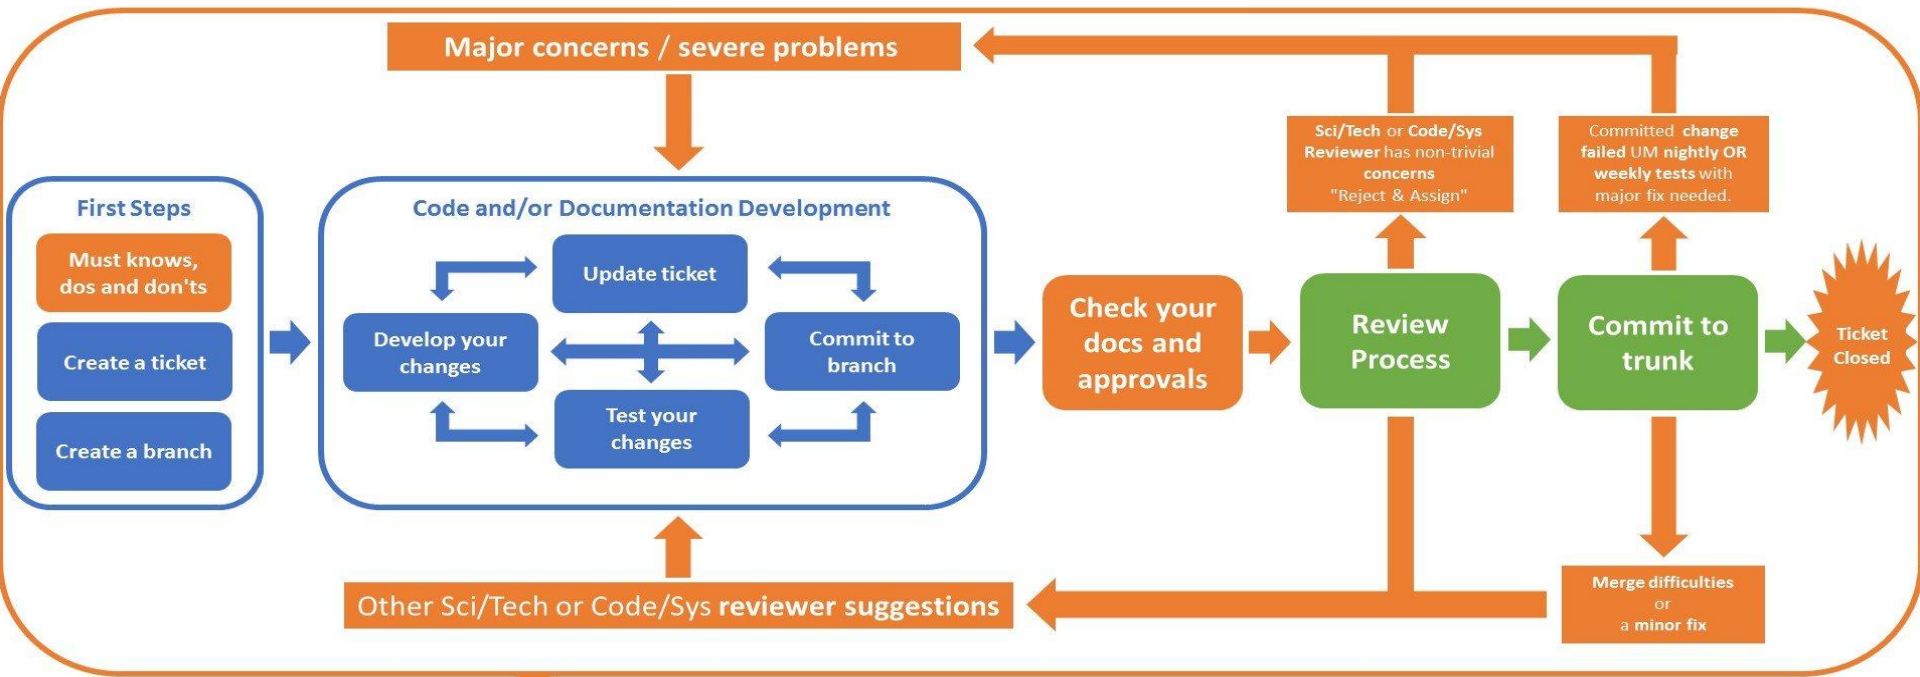 Major concerns / severe problems
Sci/Tech or Code/Sys
Reviewer has non-trivial
concerns
"Reject & Assign"
Committed change
failed UM nightly OR
weekly tests with
major fix needed.
First Steps
Must knows,
dos and don'ts
Create a ticket
Create a branch
Code and/or Documentation Development
Update ticket
Develop your
changes
Commit to
branch
Test your
changes
Check your
docs and
approvals
Review
Process
Commit to
trunk
Ticket
Closed
Other Sci/Tech or Code/Sys reviewer suggestions
Merge difficulties
or
a minor fix